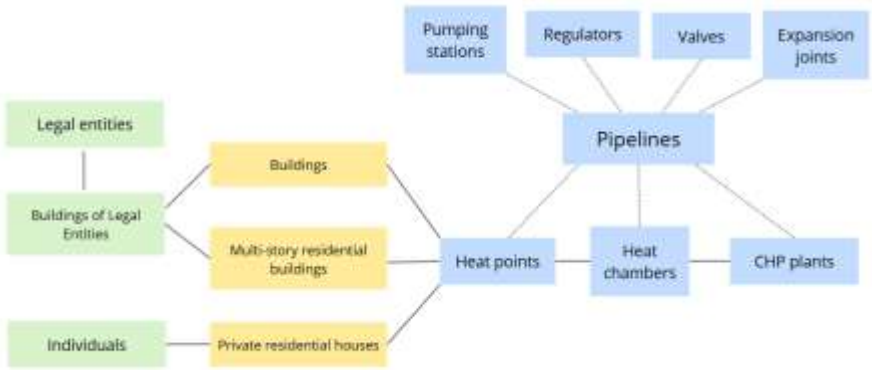 Pumping
stations
Regulators
Valves
Expansion
joints
Legal entities
Pipelines
Buildings
Buildings of Legal
Entities
Multi-story residential
buildings
Heat points
Heat
chambers
CHP plants
Individuals
Private residential houses